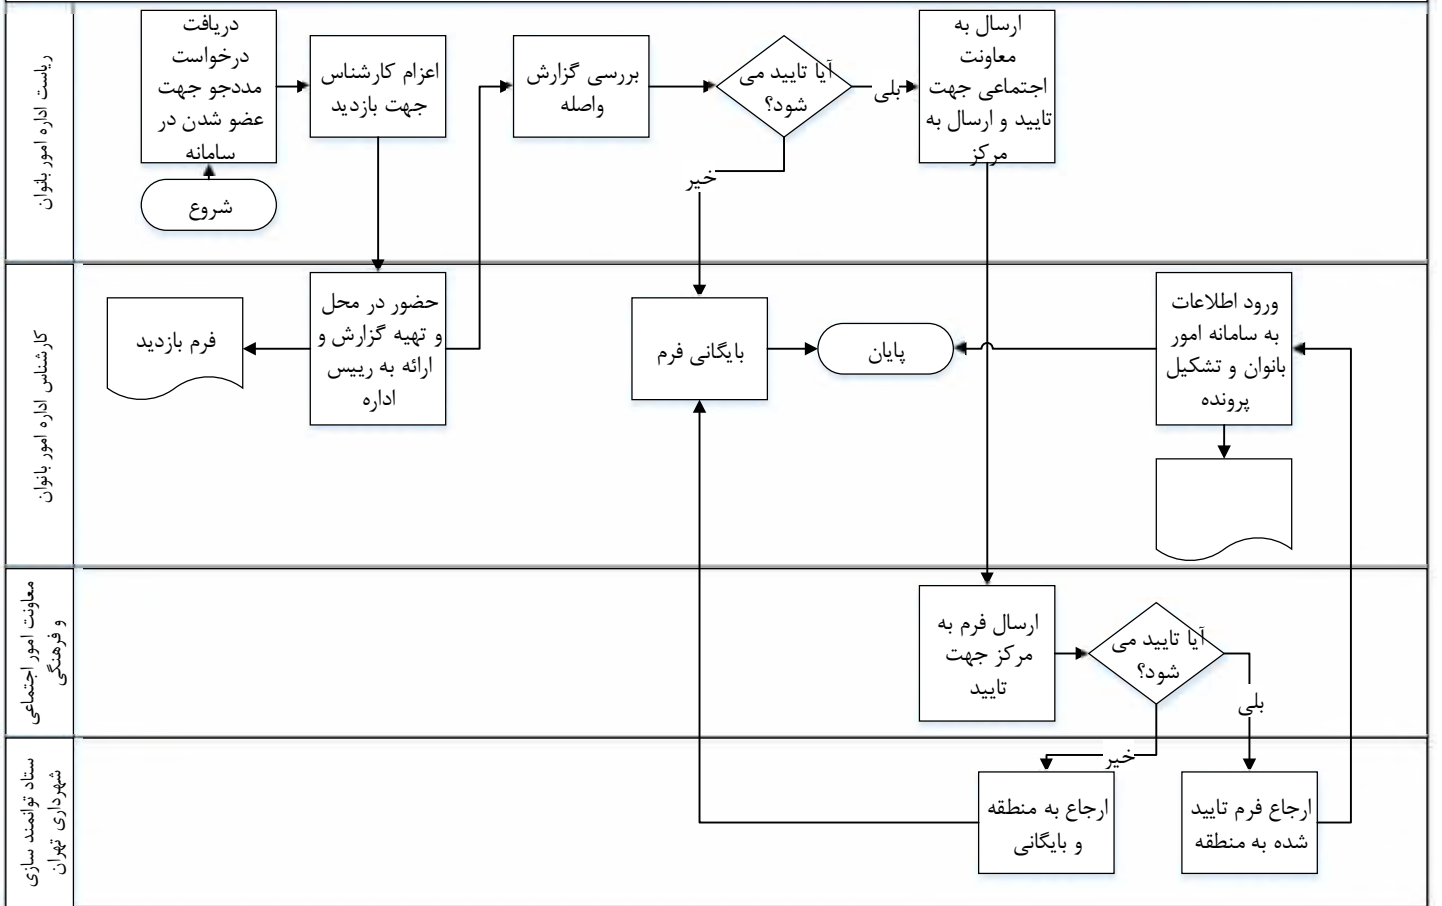 ریاست اداره امور بانوان
دریافت
درخواست
مددجو جهت
عضو شدن در
سامانه
شروع
اعزام کارشناس
جهت بازدید
بررسی گزارش
واصله
آیا تایید می
شود؟
بلی
خیر
ارسال به
معاونت
اجتماعی جهت
تایید و ارسال به
مرکز
کارشناس اداره امور بانوان
فرم بازدید
حضور در محل
و تهیه گزارش و
ارائه به رییس
اداره
بایگانی فرم
پایان
ورود اطلاعات
به سامانه امور
بانوان و تشکیل
پرونده
معاونت امور اجتماعی
و فرهنگی
ارسال فرم به
مرکز جهت
تایید
آیا تایید می
شود؟
بلی
خیر
ستاد توانمند سازی
شهرداری تهران
ارجاع به منطقه
و بایگانی
ارجاع فرم تایید
شده به منطقه